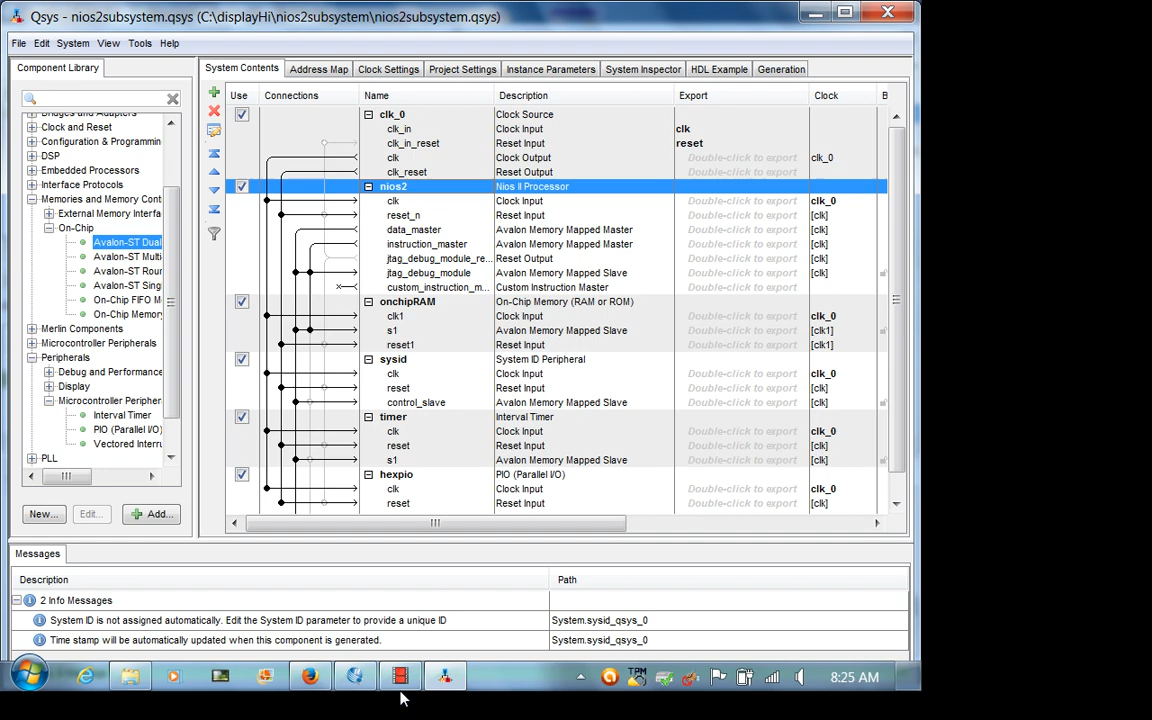 Qsys - nios2subsystem.qsys (C:\displayHi\nios2subsystem\nios2subsystem.qsys)
File Edit System View Tools Help
Component Library
System Contents Address Map Clock Settings Project Settings Instance Parameters System Inspector HDL Example Generation
Use Connections Name Description Export Clock B
Bridges and Adapters
Clock and Reset
Configuration & Programmin
DSP
Embedded Processors
Interface Protocols
Memories and Memory Cont
External Memory Interfa
On-Chip
Avalon-ST Dual
Avalon-ST Multi
Avalon-ST Roun
Avalon-ST Singl
On-Chip FIFO M
On-Chip Memory
Merlin Components
Microcontroller Peripherals
Peripherals
Debug and Performance
Display
Microcontroller Peripher
Interval Timer
PIO (Parallel I/O)
Vectored Interru
PLL
New... Edit... Add...
clk_0 Clock Source
clk_in Clock Input clk
clk_in_reset Reset Input reset
clk Clock Output Double-click to export clk_0
clk_reset Reset Output Double-click to export
nios2 Nios II Processor
clk Clock Input Double-click to export clk_0
reset_n Reset Input Double-click to export [clk]
data_master Avalon Memory Mapped Master Double-click to export [clk]
instruction_master Avalon Memory Mapped Master Double-click to export [clk]
jtag_debug_module_re... Reset Output Double-click to export [clk]
jtag_debug_module Avalon Memory Mapped Slave Double-click to export [clk]
custom_instruction_m... Custom Instruction Master Double-click to export
onchipRAM On-Chip Memory (RAM or ROM)
clk1 Clock Input Double-click to export clk_0
s1 Avalon Memory Mapped Slave Double-click to export [clk1]
reset1 Reset Input Double-click to export [clk1]
sysid System ID Peripheral
clk Clock Input Double-click to export clk_0
reset Reset Input Double-click to export [clk]
control_slave Avalon Memory Mapped Slave Double-click to export [clk]
timer Interval Timer
clk Clock Input Double-click to export clk_0
reset Reset Input Double-click to export [clk]
s1 Avalon Memory Mapped Slave Double-click to export [clk]
hexpio PIO (Parallel I/O)
clk Clock Input Double-click to export clk_0
reset Reset Input Double-click to export [clk]
Messages
Description Path
2 Info Messages
System ID is not assigned automatically. Edit the System ID parameter to provide a unique ID System.sysid_qsys_0
Time stamp will be automatically updated when this component is generated. System.sysid_qsys_0
TPM
8:25 AM